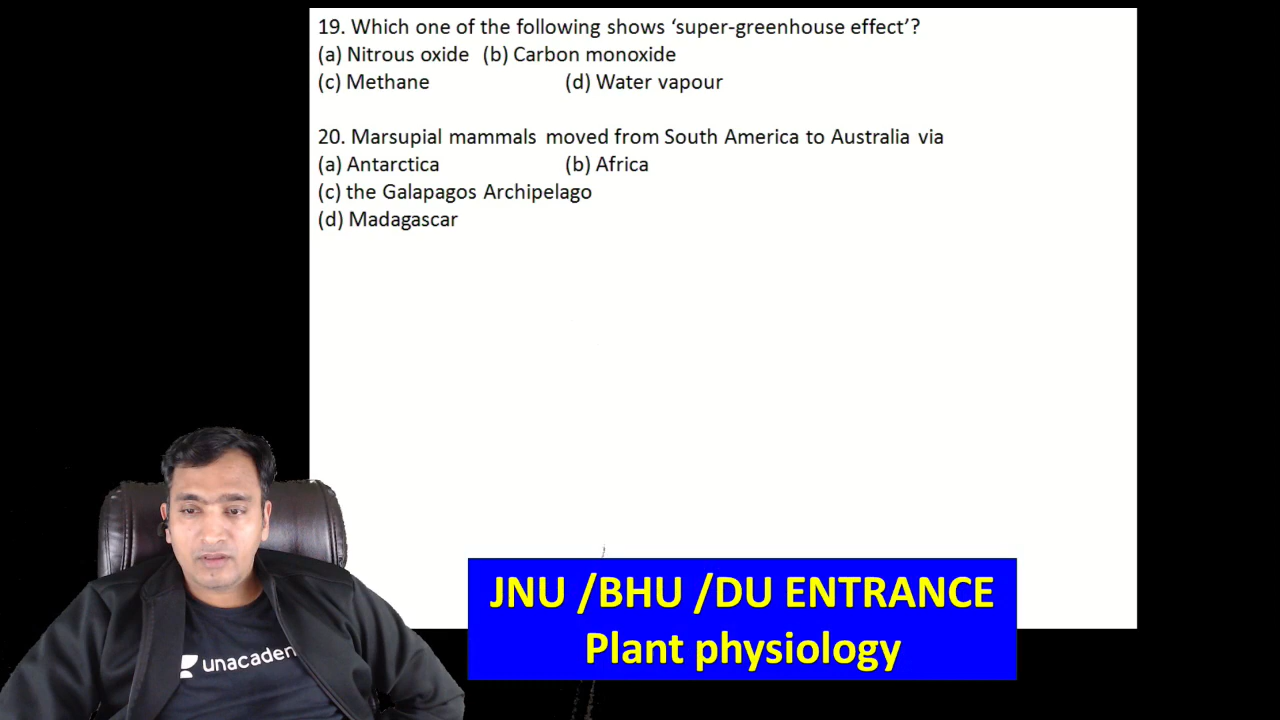 19. Which one of the following shows ‘super-greenhouse effect’?
(a) Nitrous oxide (b) Carbon monoxide
(c) Methane (d) Water vapour
20. Marsupial mammals moved from South America to Australia via
(a) Antarctica (b) Africa
(c) the Galapagos Archipelago
(d) Madagascar
unacadem
JNU /BHU /DU ENTRANCE
Plant physiology